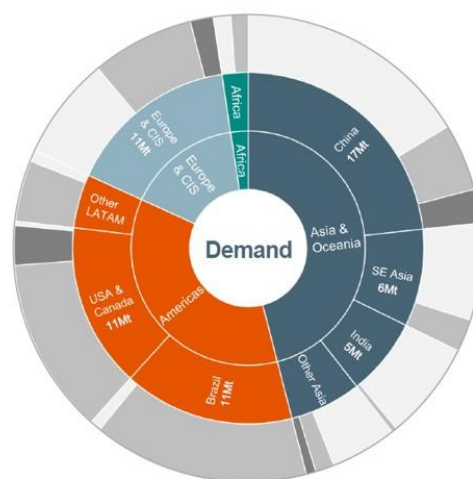 Demand
Asia &
Oceania
Americas
Europe
& CIS
Africa
China
17Mt
SE Asia
6Mt
India
5Mt
Other Asia
Brazil
11Mt
USA &
Canada
11Mt
Other
LATAM
Europe
& CIS
11Mt
Africa